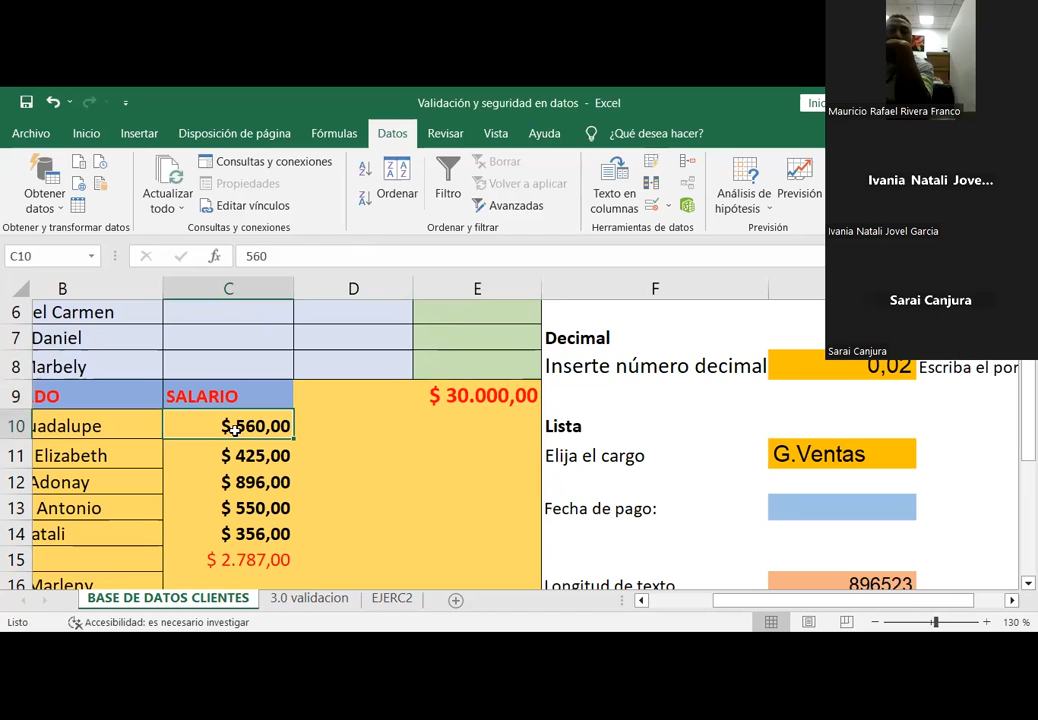 Validación y seguridad en datos - Excel
Inic
Archivo Inicio Insertar Disposición de página Fórmulas Datos Revisar Vista Ayuda ¿Qué desea hacer?
Obtener datos
Actualizar todo
Consultas y conexiones
Propiedades
Editar vínculos
Ordenar
Filtro
Borrar
Volver a aplicar
Avanzadas
Texto en columnas
Análisis de hipótesis
Previsión
Obtener y transformar datos Consultas y conexiones Ordenar y filtrar Herramientas de datos Previsión
C10 fx 560
B C D E F
6 el Carmen
7 Daniel Decimal
8 Marbely Inserte número decimal 0,02 Escriba el por
9 DO SALARIO $ 30.000,00
10 uadalupe $ 560,00 Lista
11 Elizabeth $ 425,00 Elija el cargo G.Ventas
12 Adonay $ 896,00
13 Antonio $ 550,00 Fecha de pago:
14 atali $ 356,00
15 $ 2.787,00
16 Marleny Longitud de texto 896523
BASE DE DATOS CLIENTES 3.0 validacion EJERC2
Listo Accesibilidad: es necesario investigar 130 %
Mauricio Rafael Rivera Franco
Ivania Natali Jove...
Ivania Natali Jovel Garcia
Sarai Canjura
Sarai Canjura